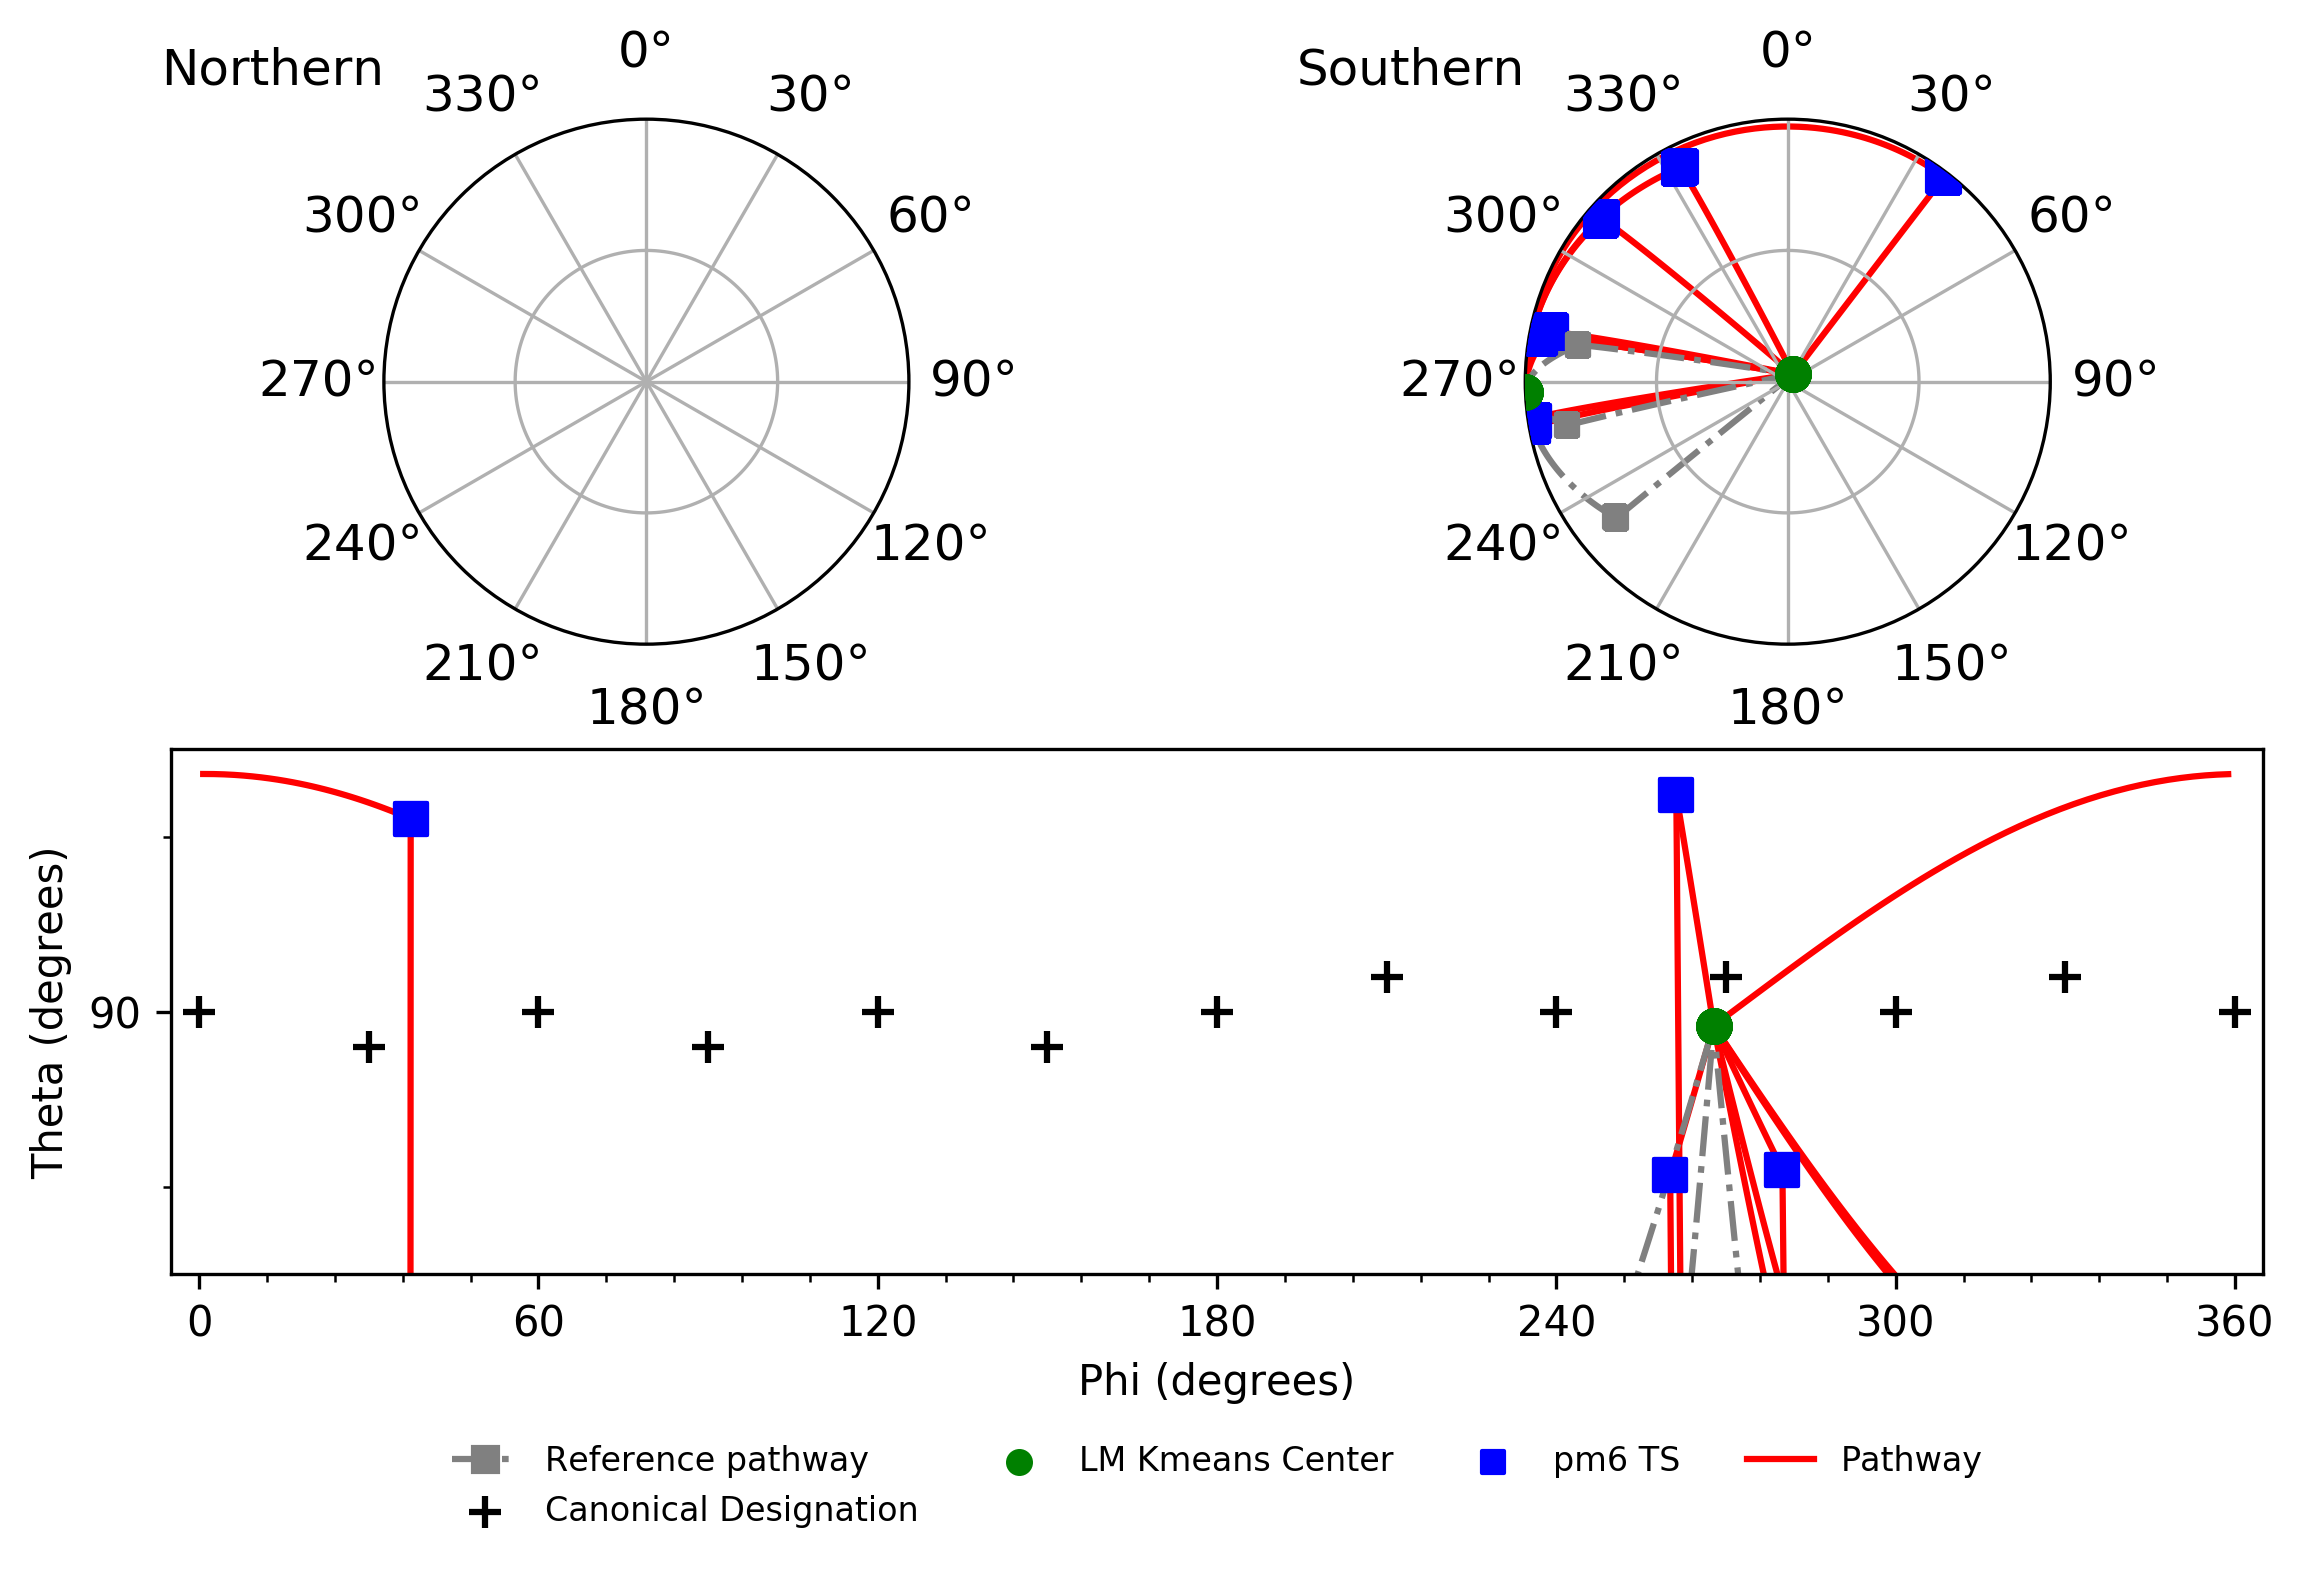 Northern
0°
330°
30°
300°
60°
270°
90°
240°
120°
210°
150°
180°
Southern
0°
330°
30°
300°
60°
270°
90°
240°
120°
210°
150°
180°
Theta (degrees)
90
0 60 120 180 240 300 360
Phi (degrees)
Reference pathway
Canonical Designation
LM Kmeans Center
pm6 TS
Pathway